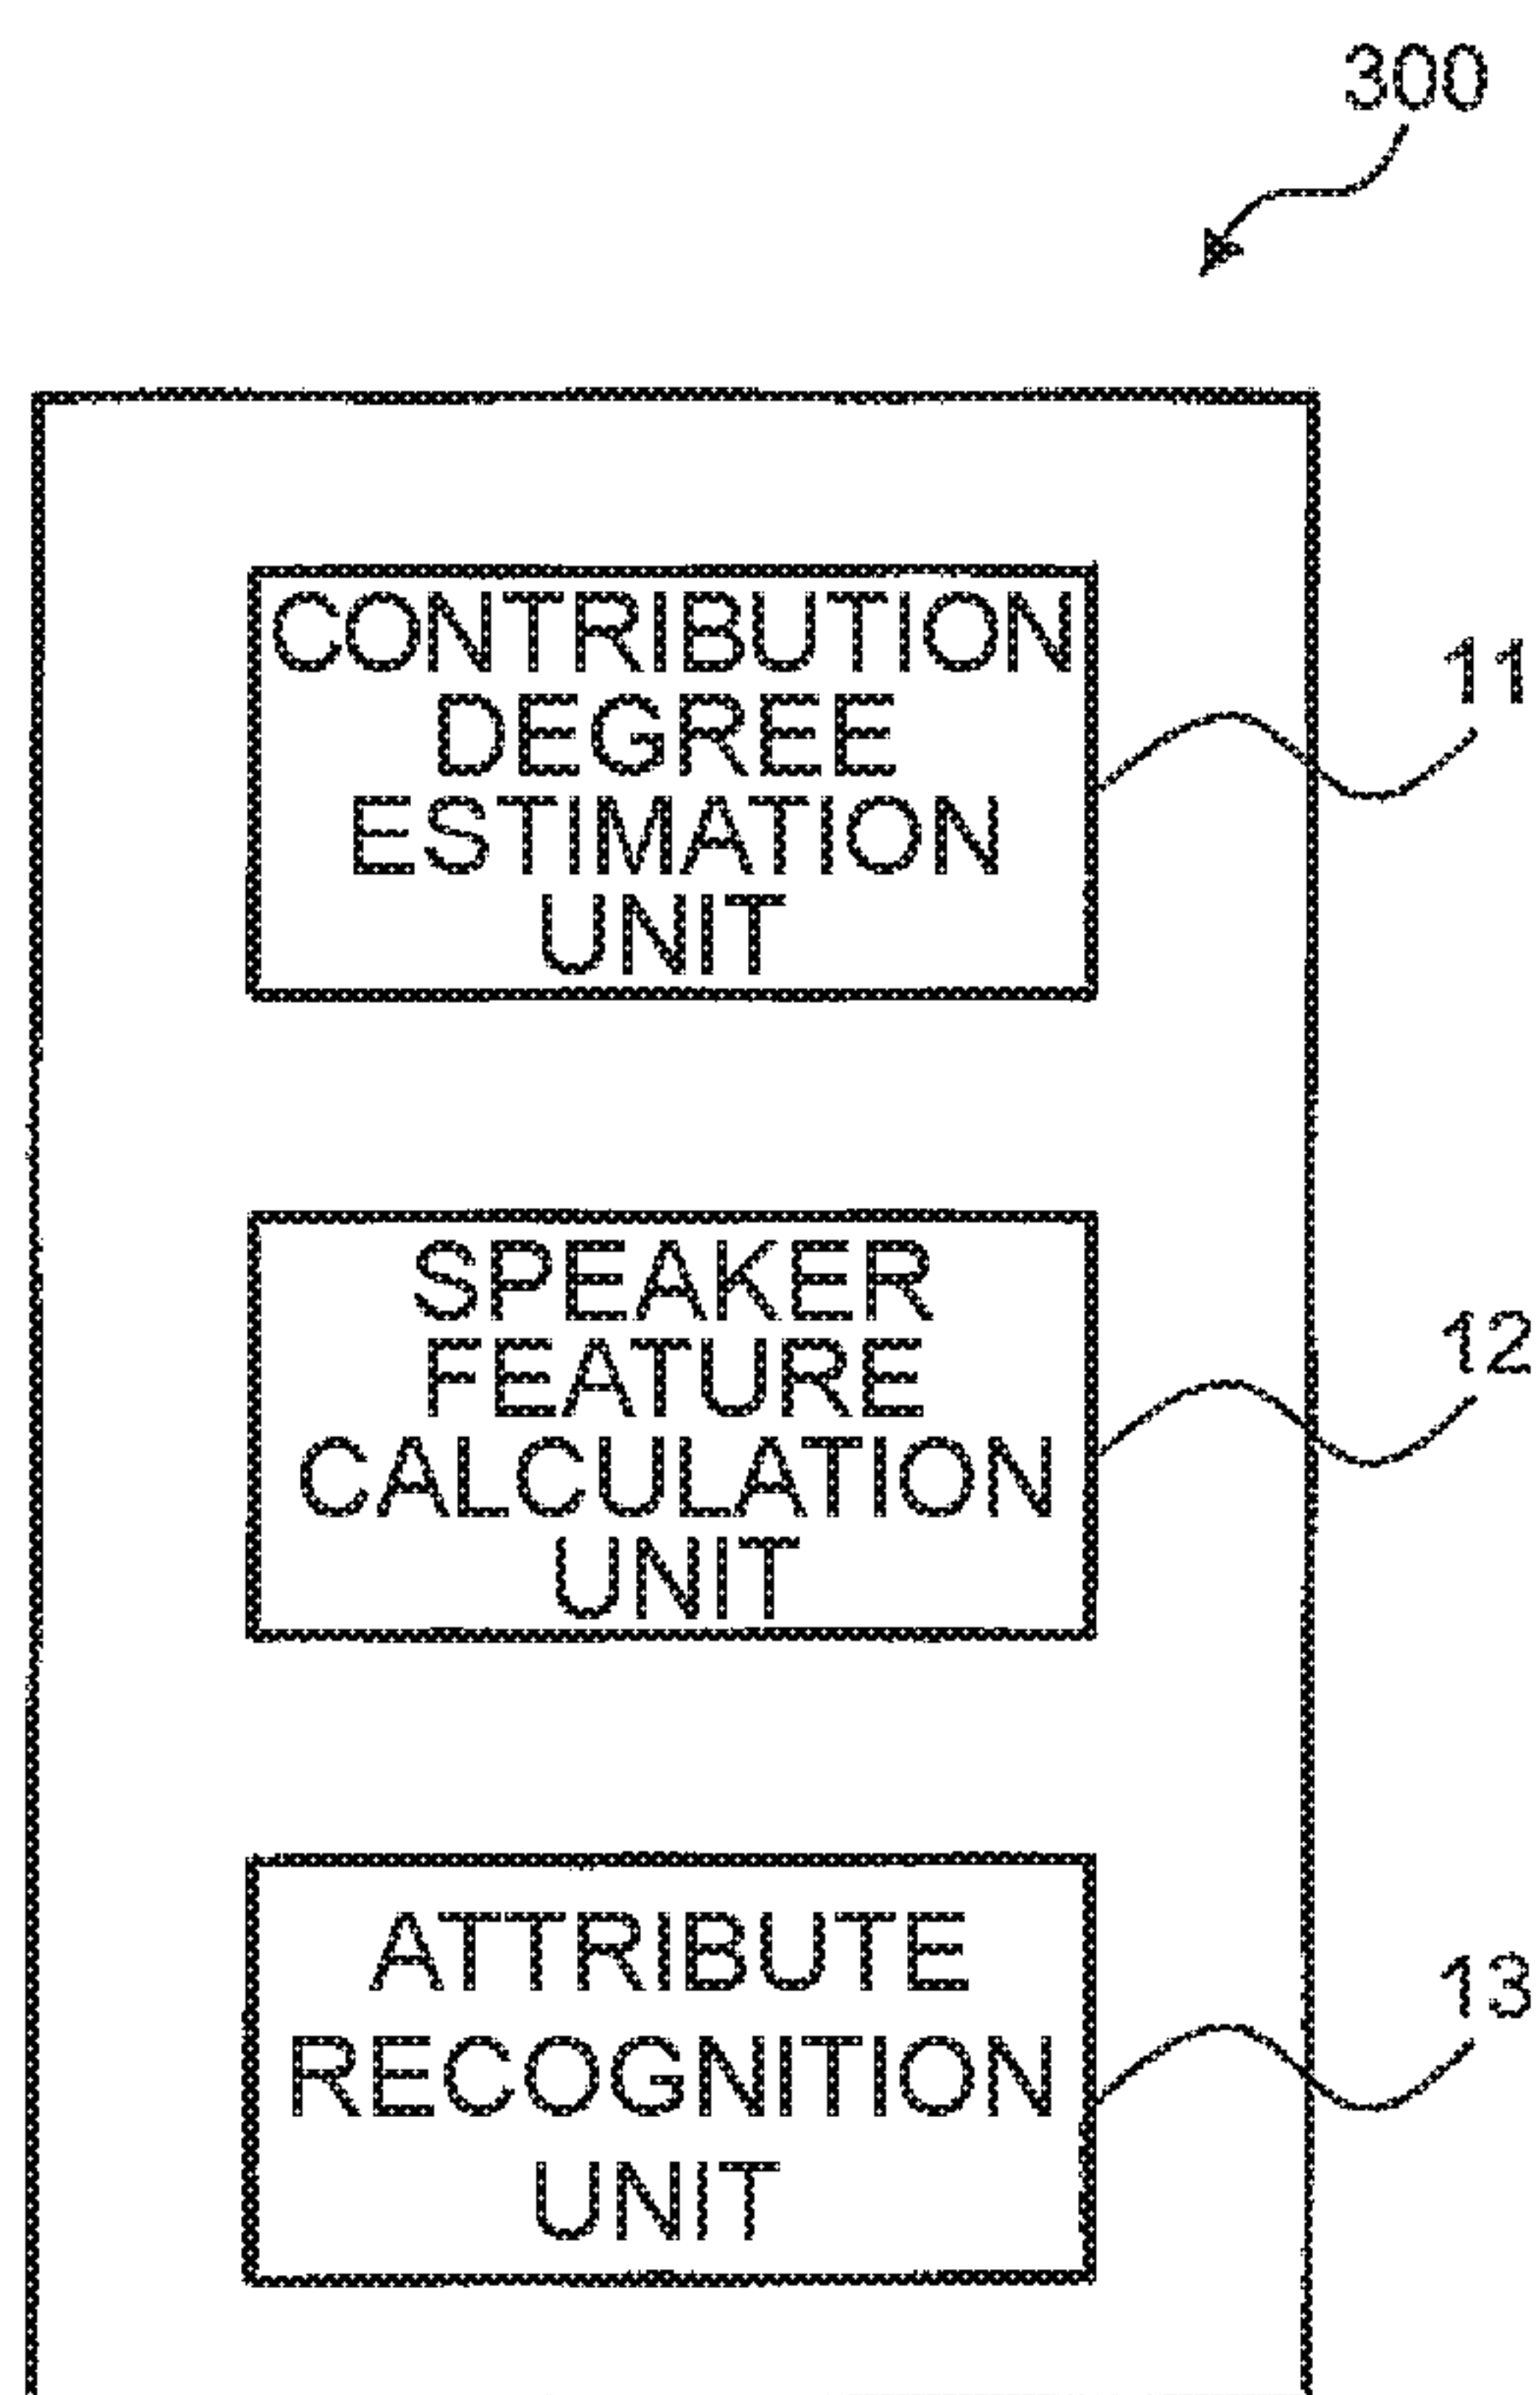 300
CONTRIBUTION
DEGREE
ESTIMATION
UNIT
11
SPEAKER
FEATURE
CALCULATION
UNIT
12
ATTRIBUTE
RECOGNITION
UNIT
13